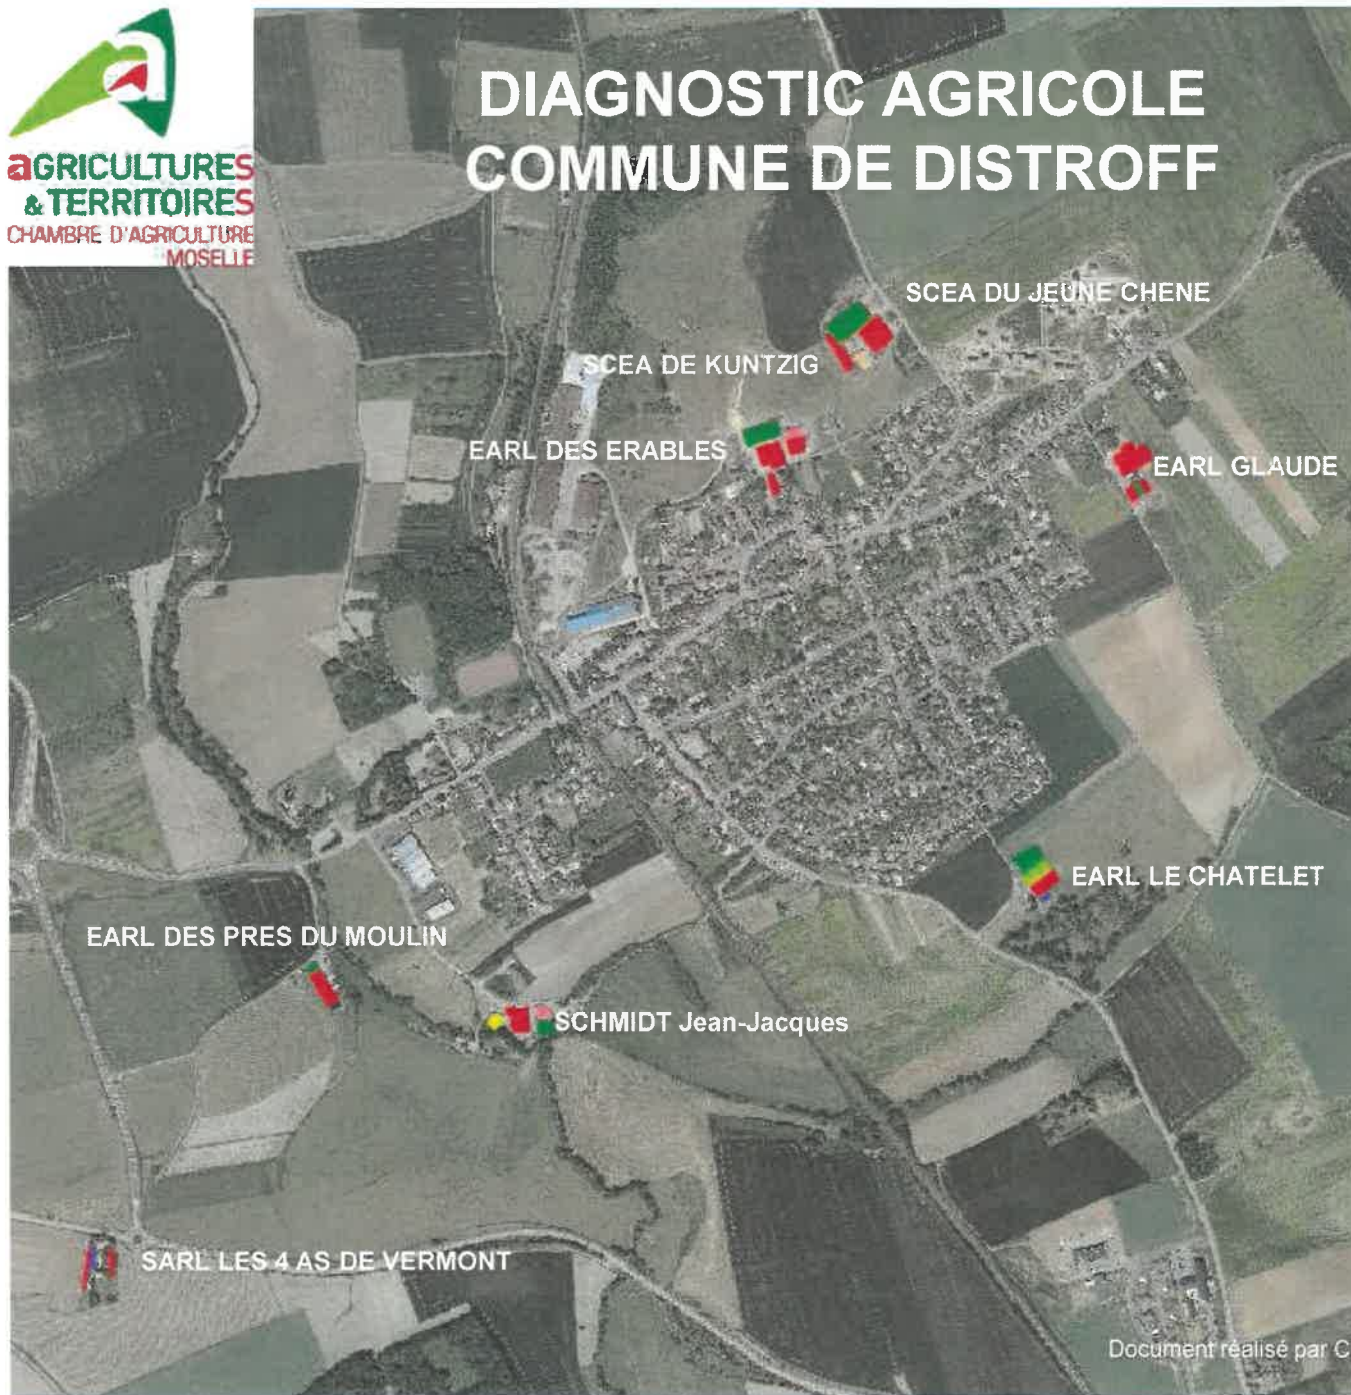 aGRICULTURES
& TERRITOIRES
CHAMBRE D'AGRICULTURE
MOSELLE
DIAGNOSTIC AGRICOLE
COMMUNE DE DISTROFF
SCEA DU JEUNE CHENE
SCEA DE KUNTZIG
EARL DES ERABLES
EARL GLAUDE
EARL LE CHATELET
EARL DES PRES DU MOULIN
SCHMIDT Jean-Jacques
SARL LES 4 AS DE VERMONT
Document réalisé par C